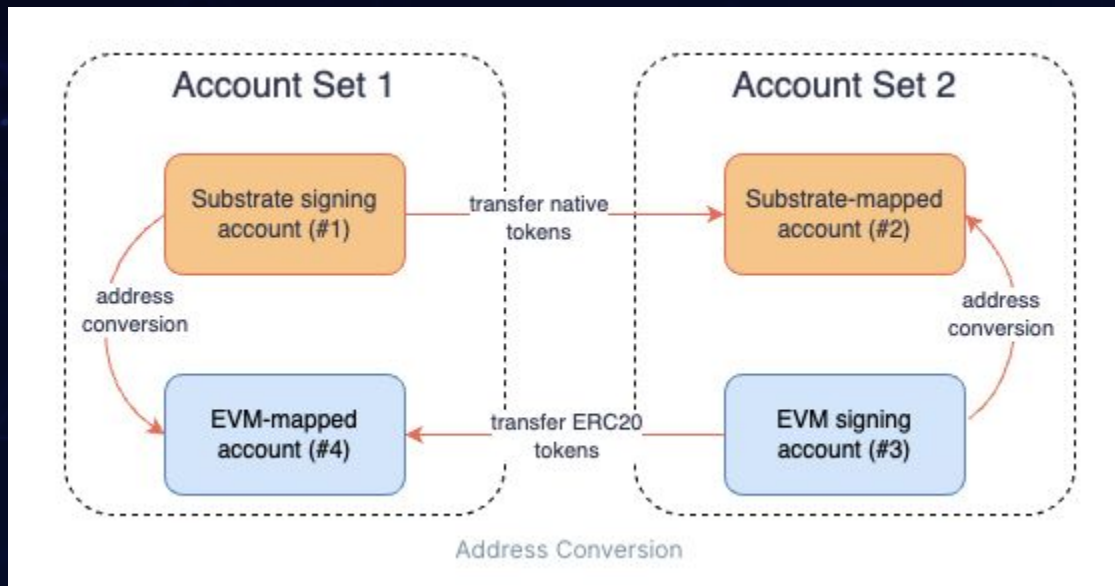 Account Set 1
Account Set 2
Substrate signing
account (#1)
transfer native
tokens
Substrate-mapped
account (#2)
address
conversion
address
conversion
EVM-mapped
account (#4)
transfer ERC20
tokens
EVM signing
account (#3)
Address Conversion